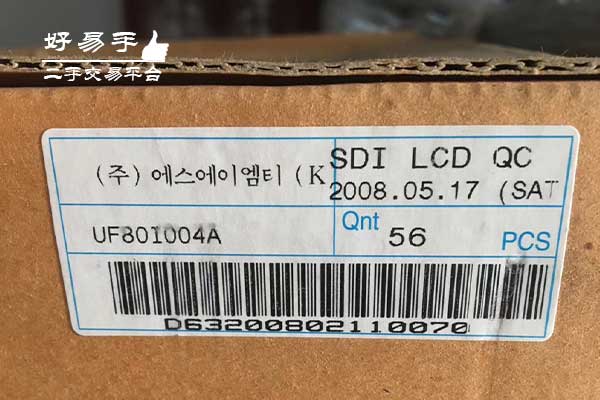 好易手
二手交易平台
(주) 에스에이엠티 (K
SDI LCD QC
2008.05.17 (SAT
UF801004A
Qnt 56 PCS
D63200802110070